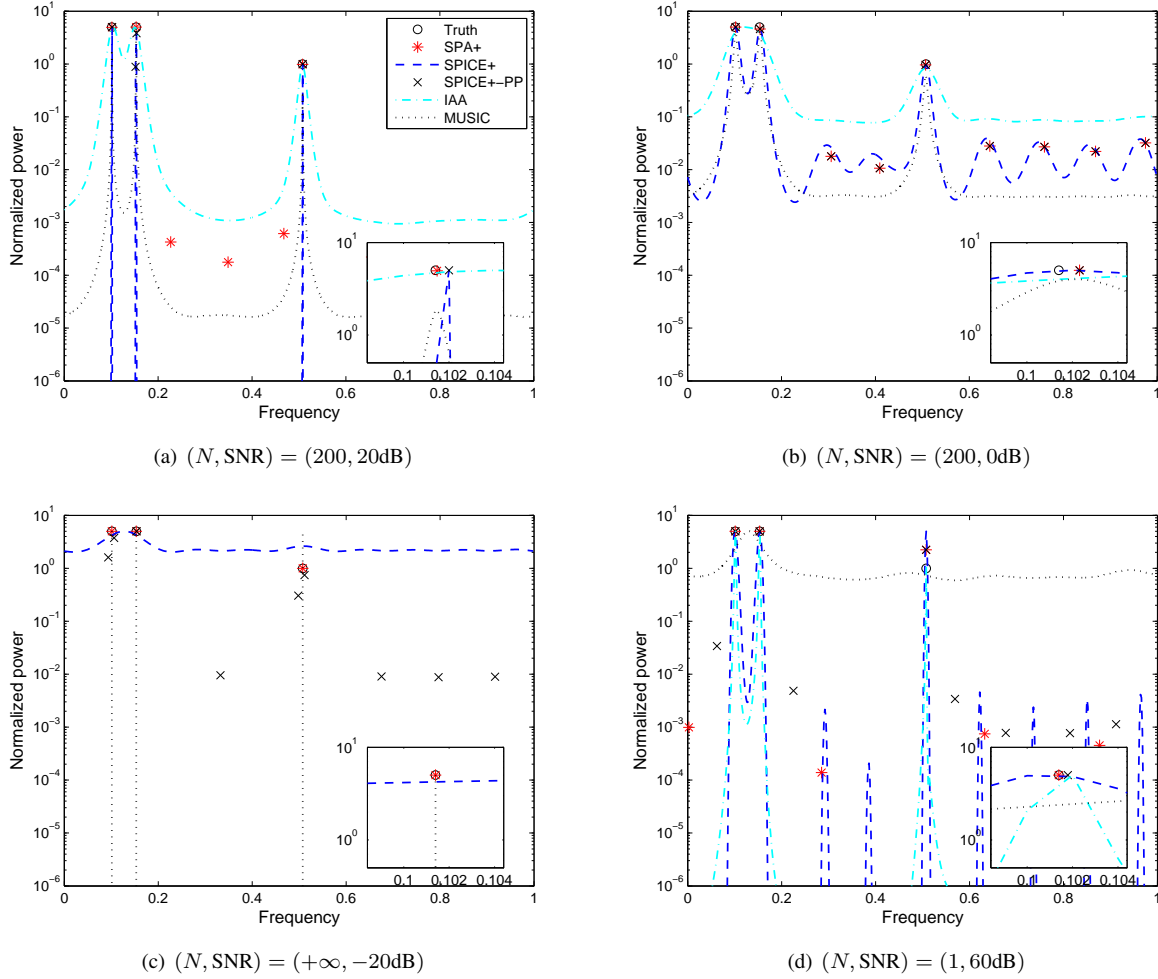 10^1
10^0
10^-1
10^-2
10^-3
10^-4
10^-5
10^-6
Normalized power
Truth
SPA+
SPICE+
SPICE+-PP
IAA
MUSIC
10^1
10^0
0.1 0.102 0.104
0 0.2 0.4 0.6 0.8 1
Frequency
(a) (N, SNR) = (200, 20dB)
10^1
10^0
10^-1
10^-2
10^-3
10^-4
10^-5
10^-6
Normalized power
10^1
10^0
0.1 0.102 0.104
0 0.2 0.4 0.6 0.8 1
Frequency
(b) (N, SNR) = (200, 0dB)
10^1
10^0
10^-1
10^-2
10^-3
10^-4
10^-5
10^-6
Normalized power
10^1
10^0
0.1 0.102 0.104
0 0.2 0.4 0.6 0.8 1
Frequency
(c) (N, SNR) = (+∞, −20dB)
10^1
10^0
10^-1
10^-2
10^-3
10^-4
10^-5
10^-6
Normalized power
10^1
10^0
0.1 0.102 0.104
0 0.2 0.4 0.6 0.8 1
Frequency
(d) (N, SNR) = (1, 60dB)